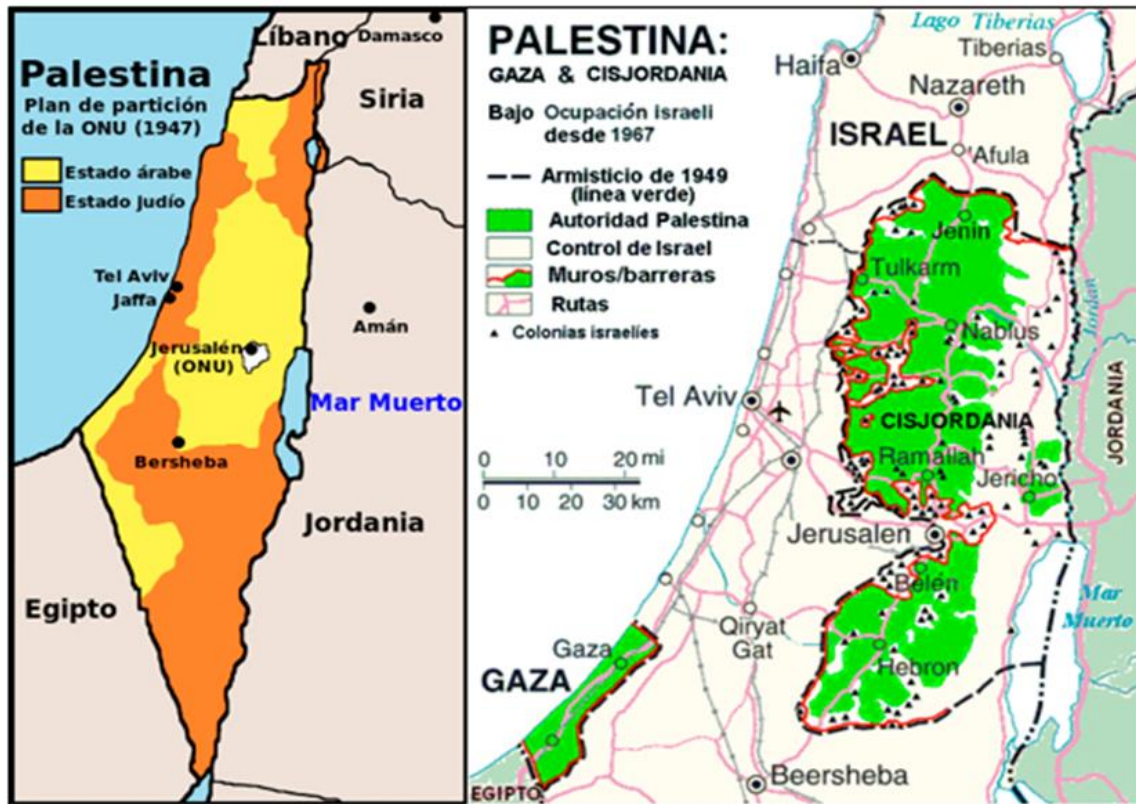 Palestina
Plan de partición
de la ONU (1947)
Estado árabe
Estado judío
Líbano
Damasco
Siria
Tel Aviv
Jaffa
Amán
Jerusalén
(ONU)
Mar Muerto
Bersheba
Jordania
Egipto
PALESTINA:
GAZA & CISJORDANIA
Bajo Ocupación israeli
desde 1967
Armisticio de 1949
(línea verde)
Autoridad Palestina
Control de Israel
Muros/barreras
Rutas
Colonias israelíes
Lago Tiberias
Tiberias
Haifa
Nazareth
ISRAEL
'Afula
Jenin
Tulkarm
Nablus
Jordan
Tel Aviv
CISJORDANIA
JORDANIA
Ramallah
Jericho
0 10 20 mi
0 10 20 30 km
Jerusalen
Belén
Mar
Muerto
Qiryat
Gat
Gaza
GAZA
Hebron
Beersheba
EGIPTO